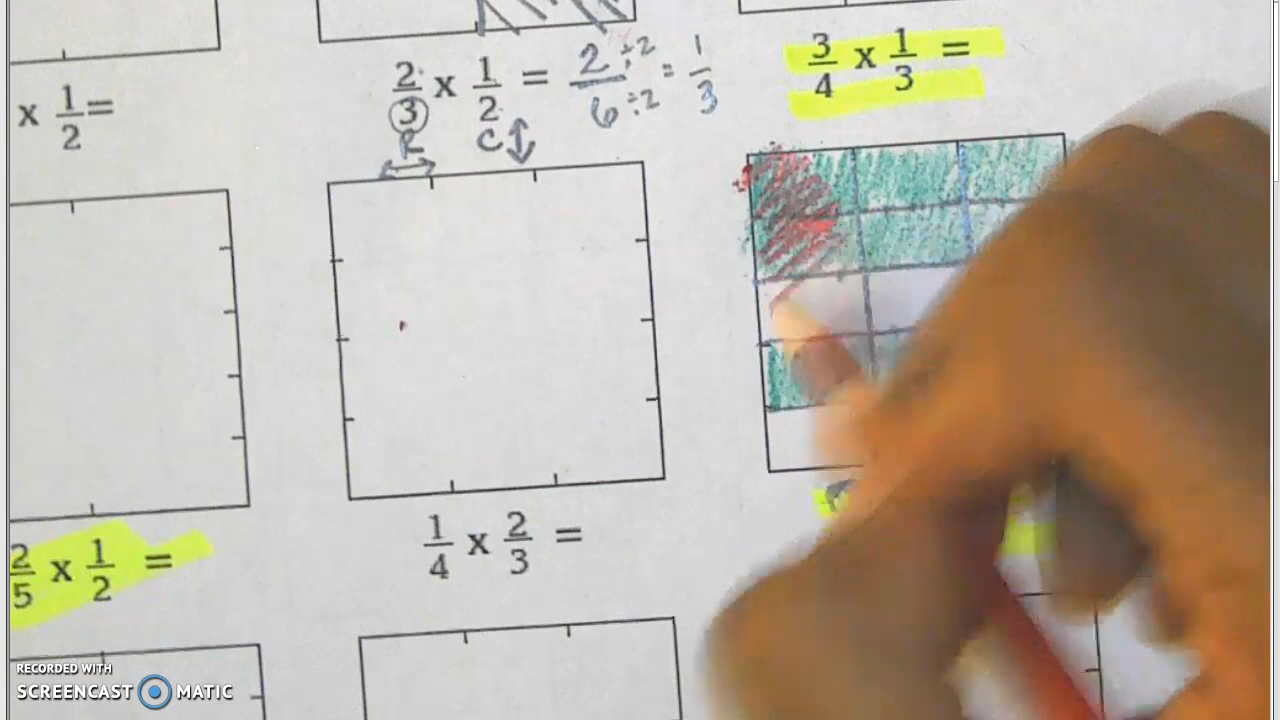 x 1/2=
2/3 x 1/2 = 2÷2/6÷2 = 1/3
3/4 x 1/3 =
R C
2/5 x 1/2 =
1/4 x 2/3 =
RECORDED WITH
SCREENCAST MATIC